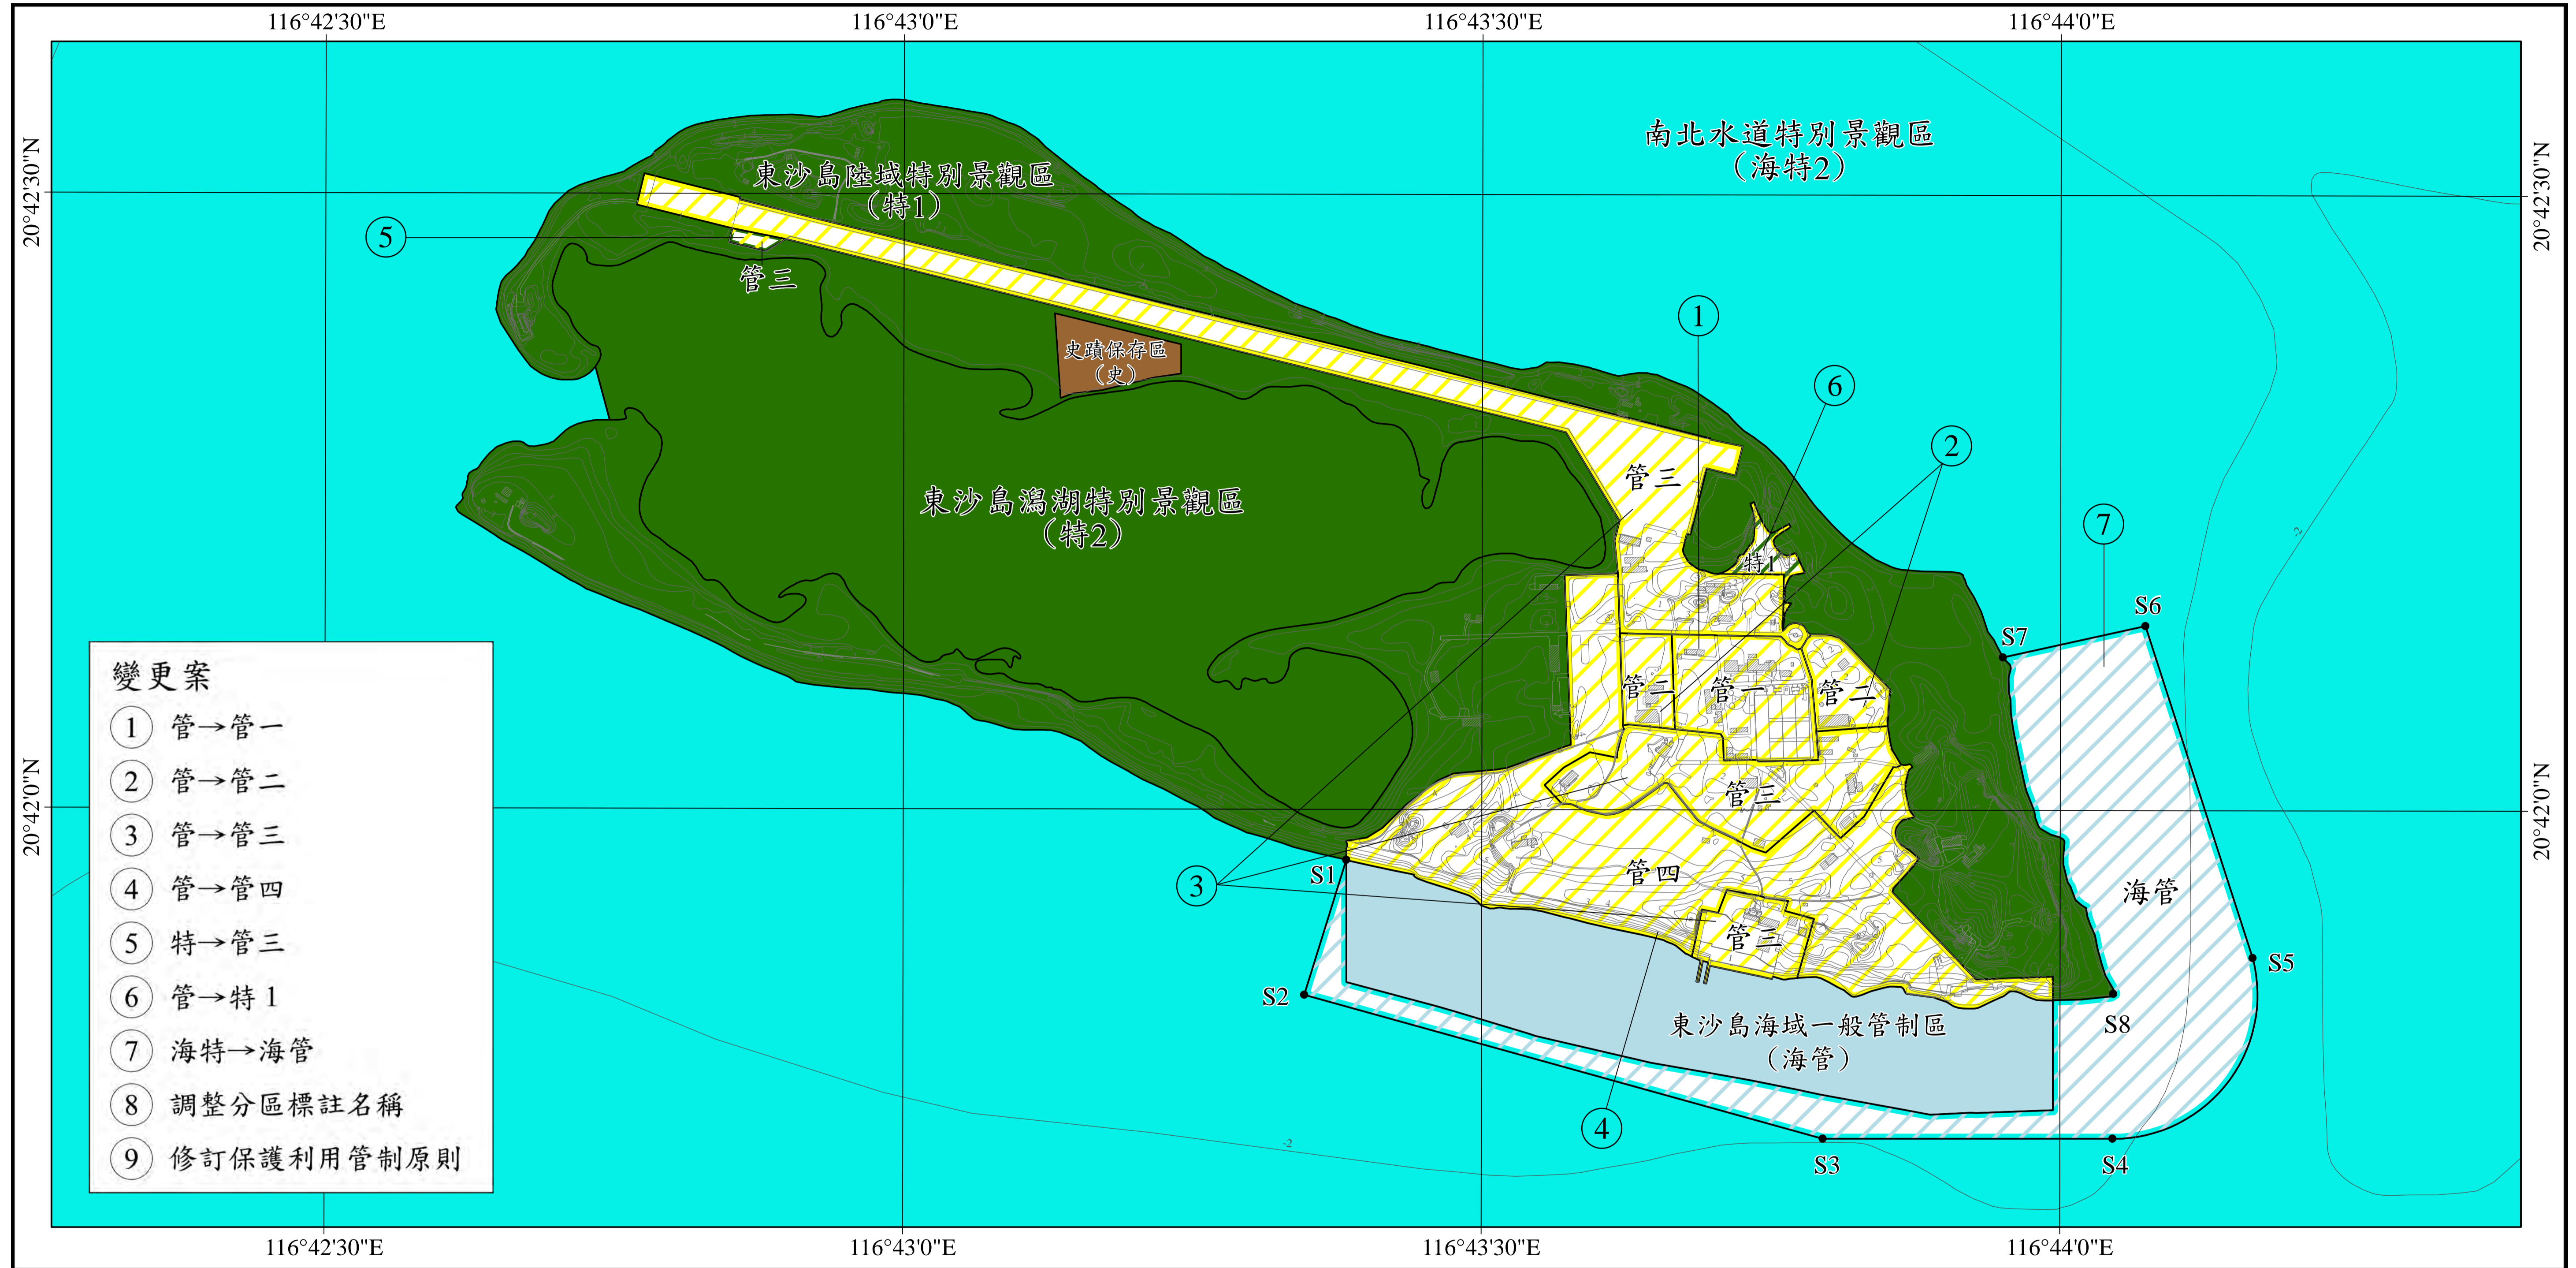 116°42'30"E
116°43'0"E
116°43'30"E
116°44'0"E
20°42'30"N
20°42'30"N
南北水道特別景觀區
（海特2）
東沙島陸域特別景觀區
（特1）
5
管三
1
史蹟保存區
（史）
6
2
管三
東沙島潟湖特別景觀區
（特2）
7
特1
S6
S7
管二
管一
管二
20°42'0"N
20°42'0"N
管三
管四
海管
S1
3
管三
S5
S2
東沙島海域一般管制區
（海管）
S8
4
S3
S4
-2
-2
變更案
1 管→管一
2 管→管二
3 管→管三
4 管→管四
5 特→管三
6 管→特1
7 海特→海管
8 調整分區標註名稱
9 修訂保護利用管制原則
116°42'30"E
116°43'0"E
116°43'30"E
116°44'0"E